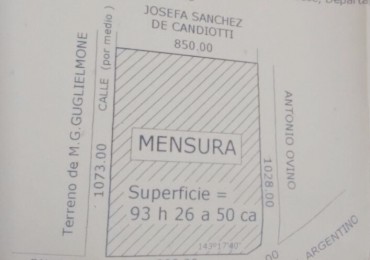 JOSEFA SANCHEZ
DE CANDIOTTI
850.00
Terreno de M.G.GUGLIELMONE
CALLE (por medio)
1073.00
MENSURA
Superficie =
93 h 26 a 50 ca
ANTONIO OVINO
1028.00
ARGENTINO